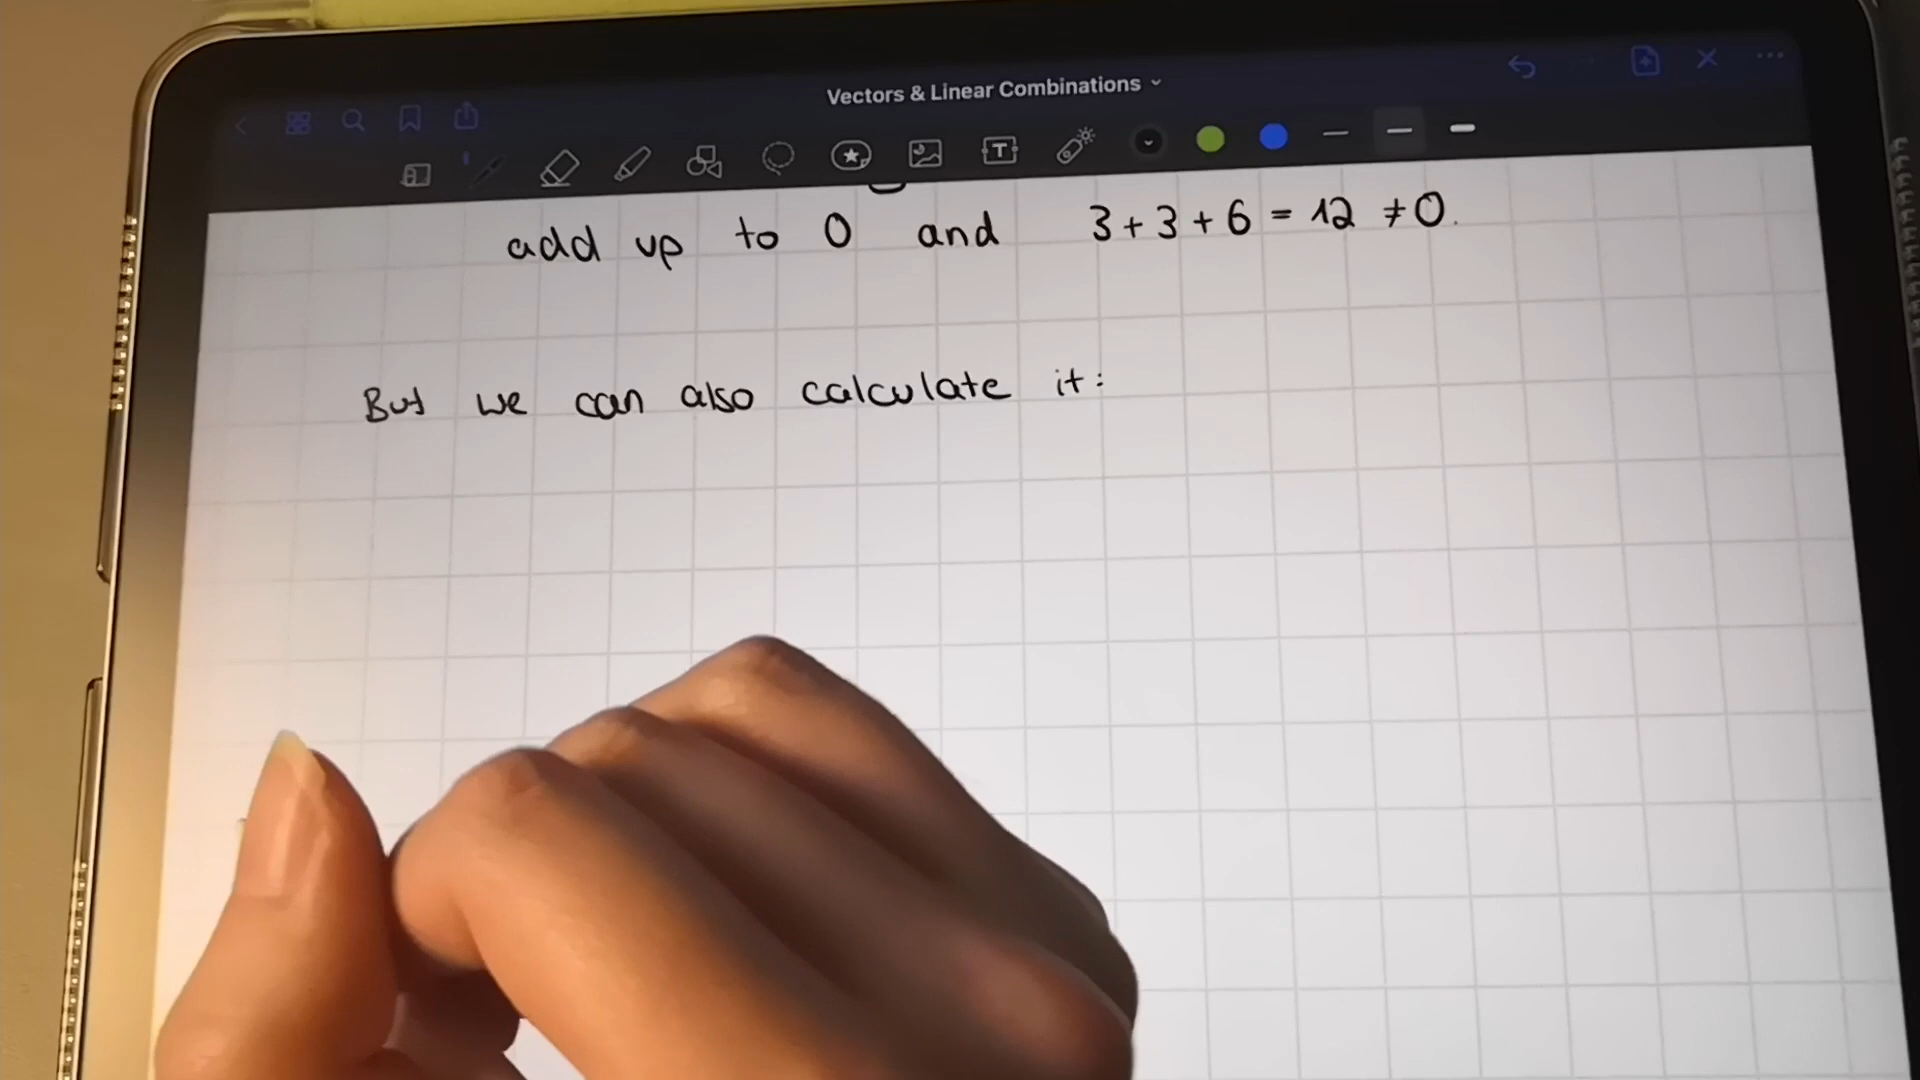 Vectors & Linear Combinations
add up to 0 and 3+3+6 = 12 ≠0.
But we can also calculate it: